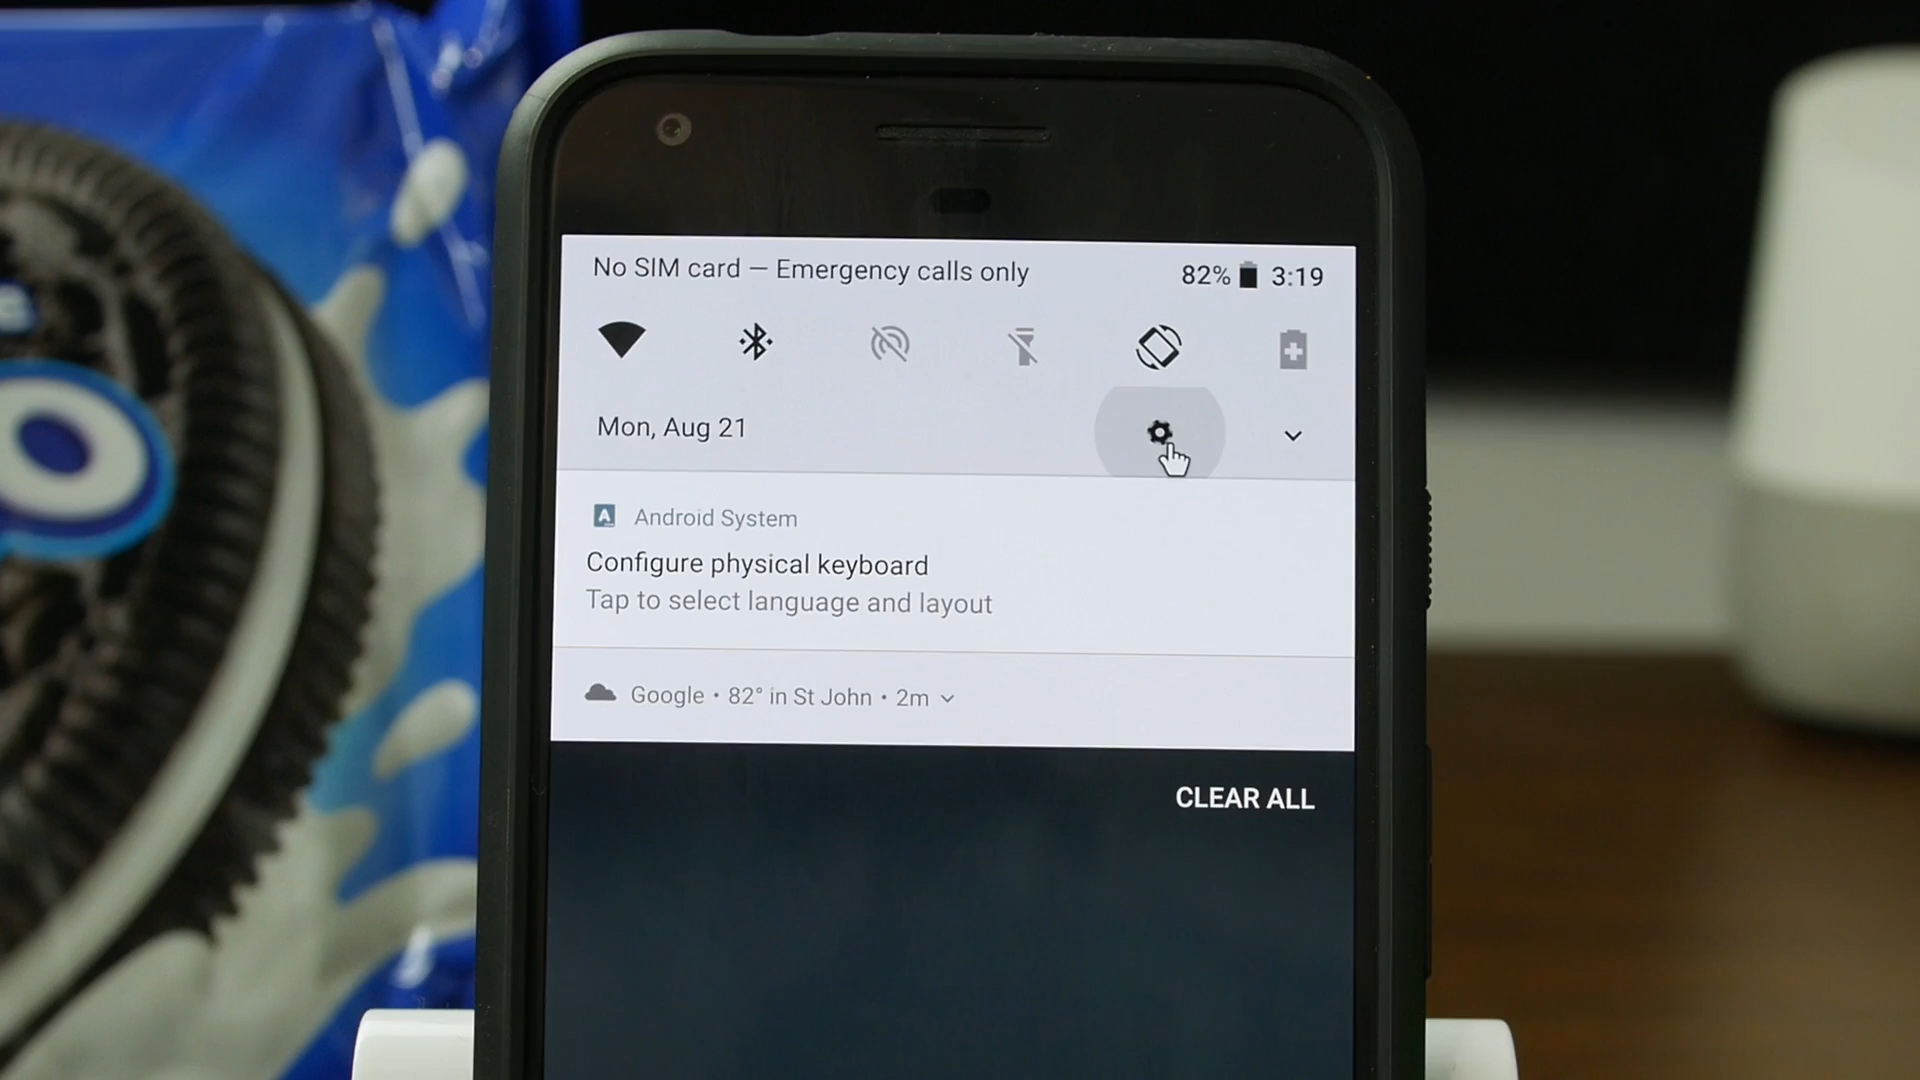 No SIM card — Emergency calls only
82% 3:19
Mon, Aug 21
Android System
Configure physical keyboard
Tap to select language and layout
Google • 82° in St John • 2m
CLEAR ALL